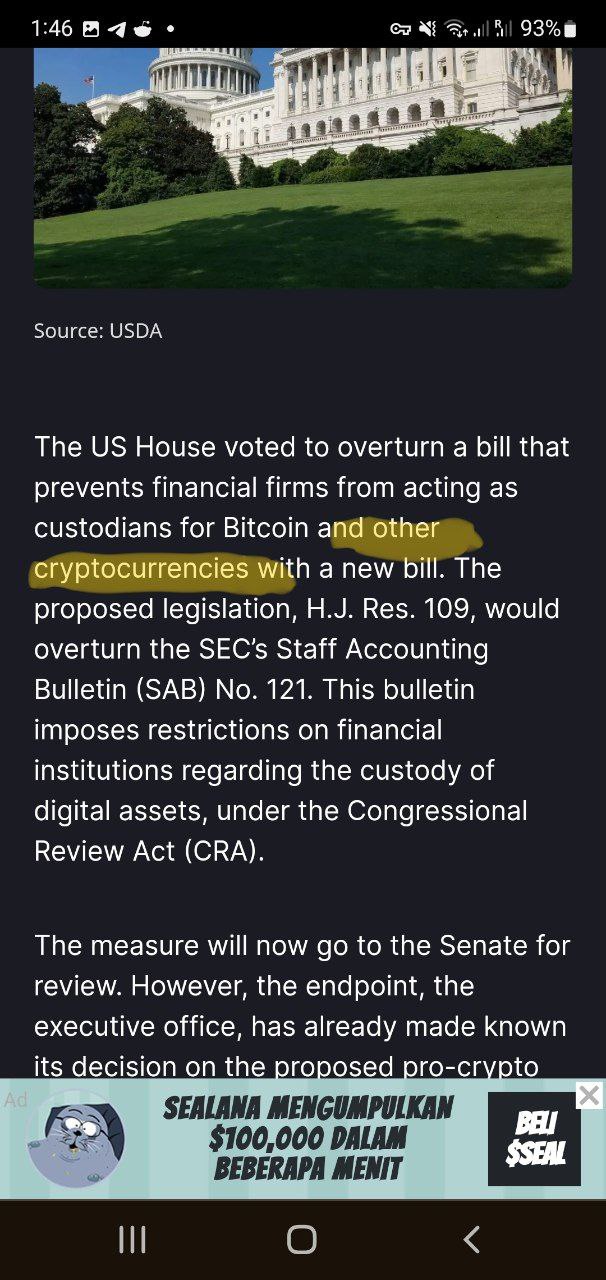 1:46 93%
Source: USDA
The US House voted to overturn a bill that
prevents financial firms from acting as
custodians for Bitcoin and other
cryptocurrencies with a new bill. The
proposed legislation, H.J. Res. 109, would
overturn the SEC’s Staff Accounting
Bulletin (SAB) No. 121. This bulletin
imposes restrictions on financial
institutions regarding the custody of
digital assets, under the Congressional
Review Act (CRA).
The measure will now go to the Senate for
review. However, the endpoint, the
executive office, has already made known
its decision on the proposed pro-crypto
Ad
SEALANA MENGUMPULKAN
$100,000 DALAM
BEBERAPA MENIT
BELI
$SEAL